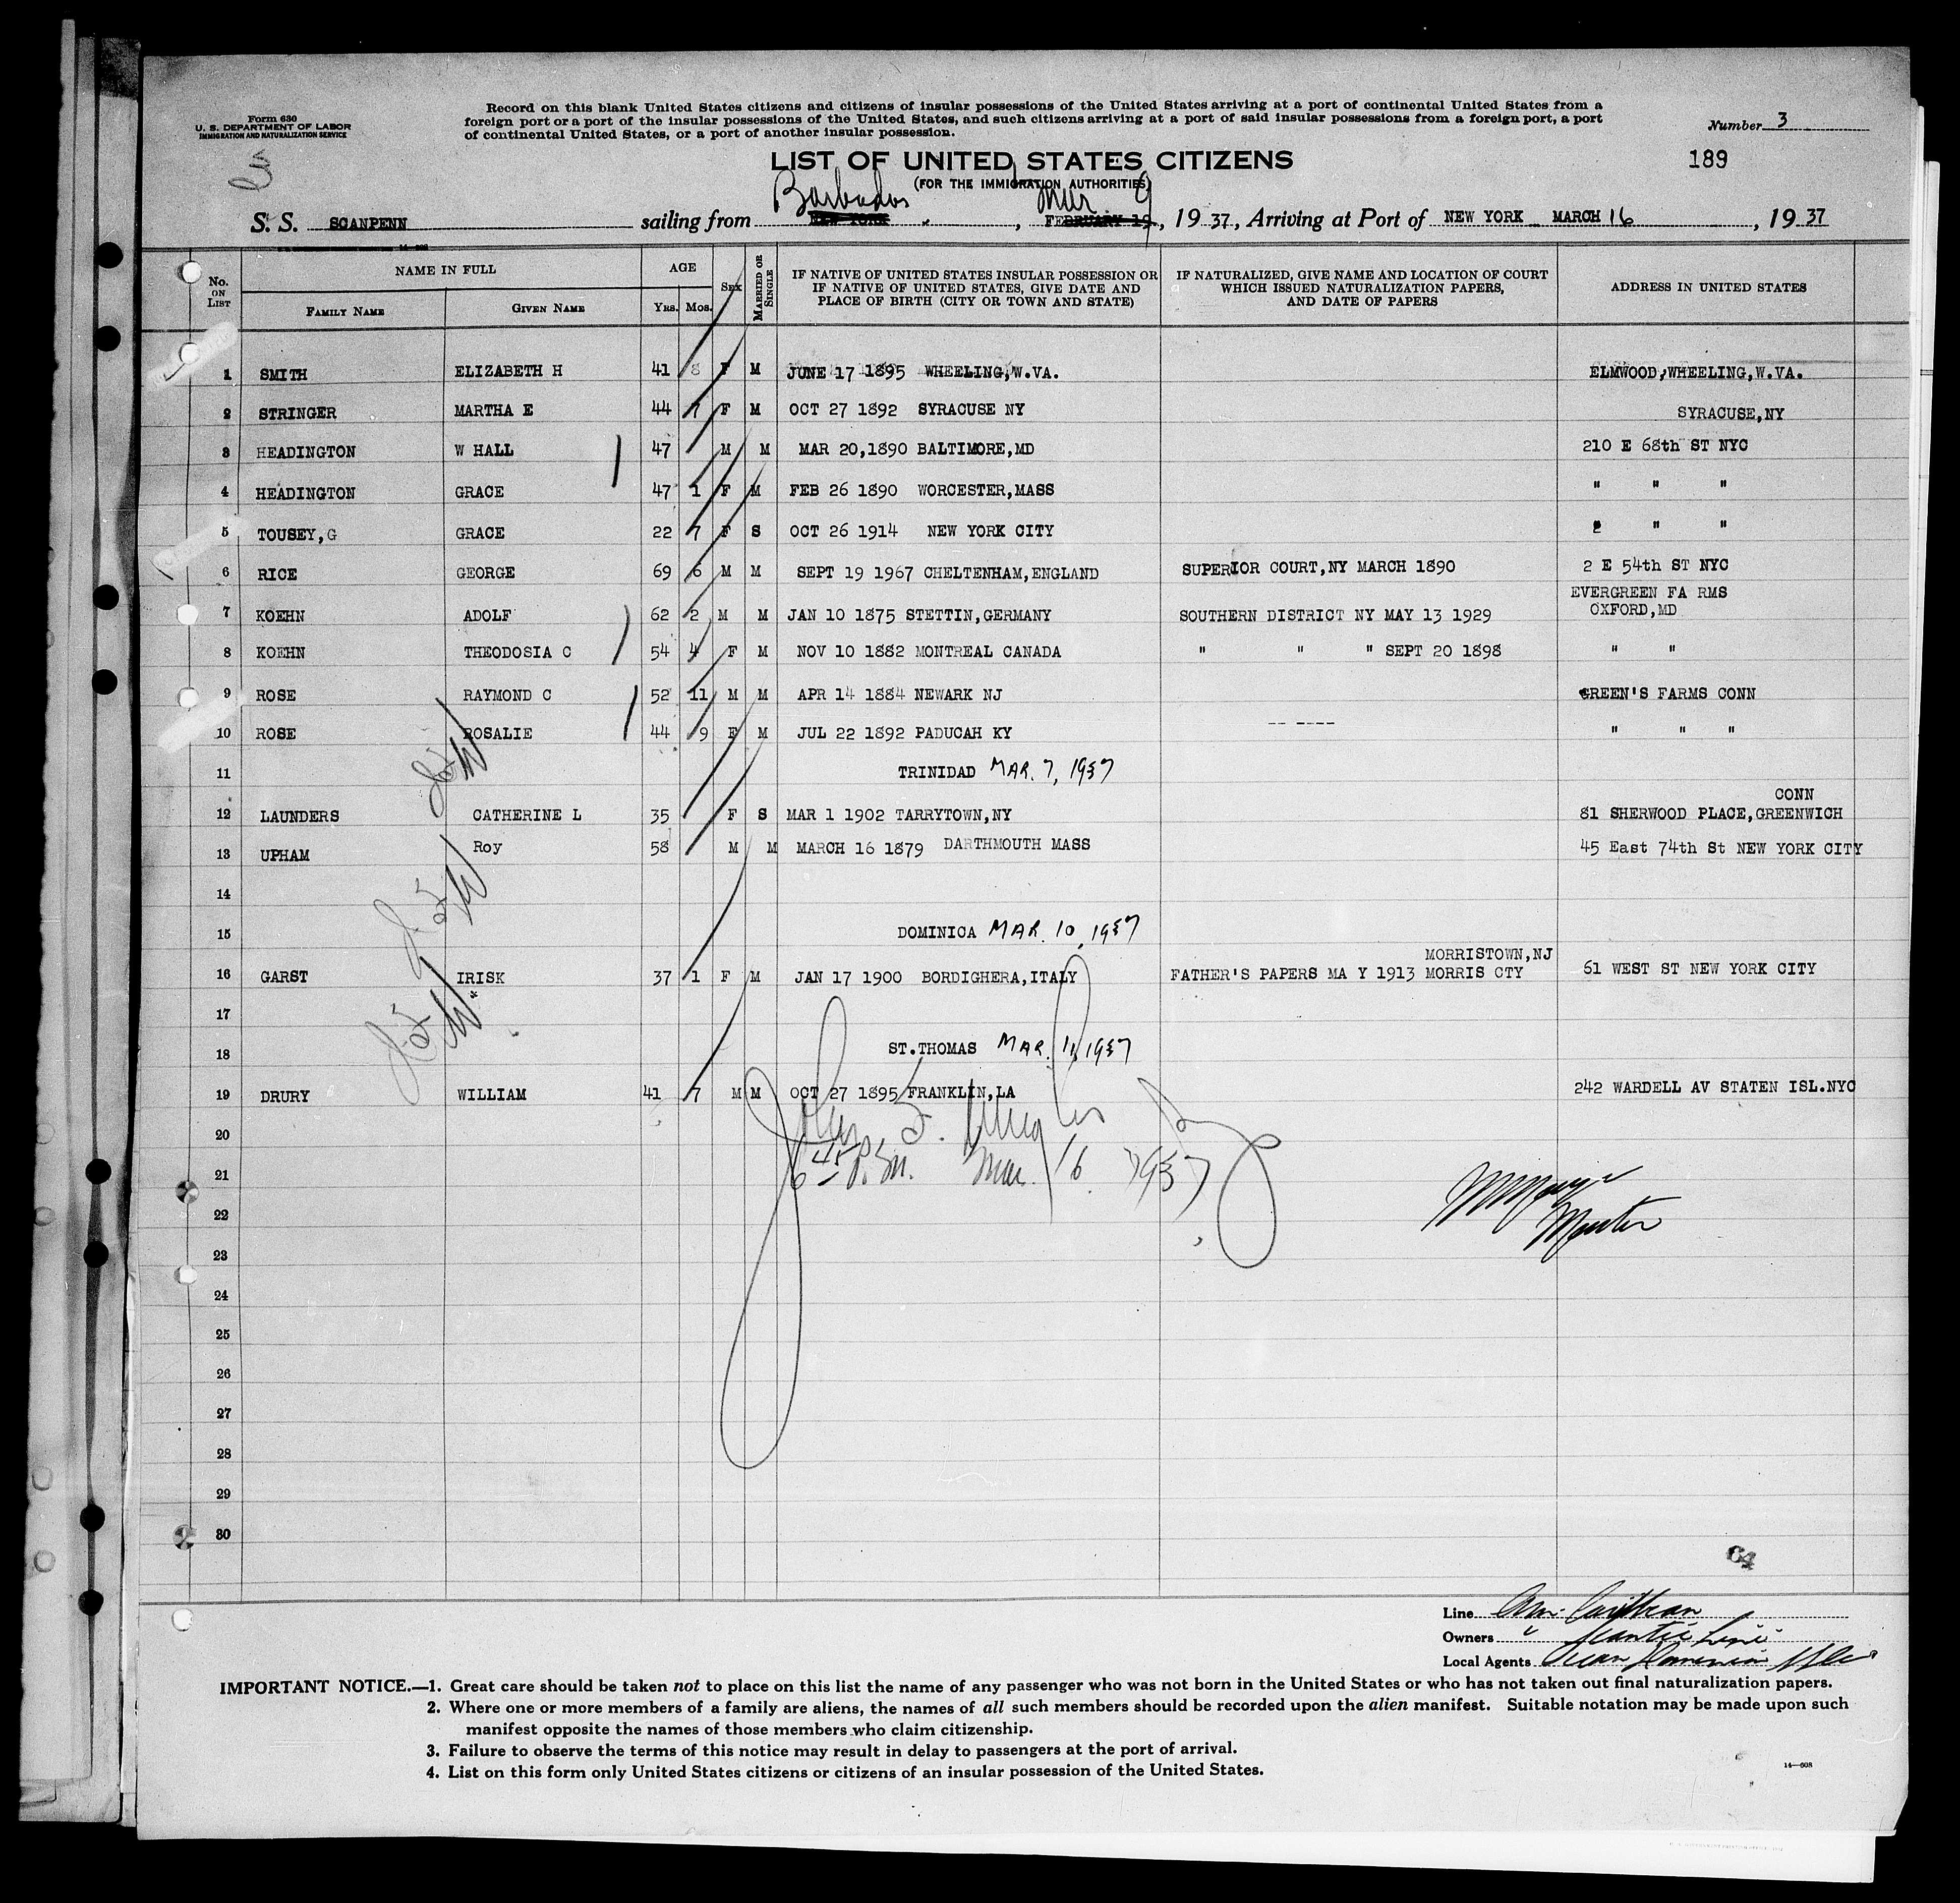 Form 630
U. S. DEPARTMENT OF LABOR
IMMIGRATION AND NATURALIZATION SERVICE
Record on this blank United States citizens and citizens of insular possessions of the United States arriving at a port of continental United States from a
foreign port or a port of the insular possessions of the United States, and such citizens arriving at a port of said insular possessions from a foreign port, a port
of continental United States, or a port of another insular possession.
Number 3
189
LIST OF UNITED STATES CITIZENS
(FOR THE IMMIGRATION AUTHORITIES)
Barbados Mar 9
S. S. SCANPENN sailing from NEW YORK, FEBRUARY 19, 1937, Arriving at Port of NEW YORK MARCH 16, 1937
14-608
No. ON LIST
NAME IN FULL
FAMILY NAME GIVEN NAME
AGE
Yrs. Mos.
SEX
MARRIED OR SINGLE
IF NATIVE OF UNITED STATES INSULAR POSSESSION OR
IF NATIVE OF UNITED STATES, GIVE DATE AND
PLACE OF BIRTH (CITY OR TOWN AND STATE)
IF NATURALIZED, GIVE NAME AND LOCATION OF COURT
WHICH ISSUED NATURALIZATION PAPERS,
AND DATE OF PAPERS
ADDRESS IN UNITED STATES
1 SMITH ELIZABETH H 41 8 F M JUNE 17 1895 WHEELING,W.VA. ELMWOOD,WHEELING,W.VA.
2 STRINGER MARTHA E 44 7 F M OCT 27 1892 SYRACUSE NY SYRACUSE,NY
3 HEADINGTON W HALL 47 M M MAR 20,1890 BALTIMORE,MD 210 E 68th ST NYC
4 HEADINGTON GRACE 47 1 F M FEB 26 1890 WORCESTER,MASS " " "
5 TOUSEY,G GRACE 22 7 F S OCT 26 1914 NEW YORK CITY " " "
6 RICE GEORGE 69 6 M M SEPT 19 1967 CHELTENHAM,ENGLAND SUPERIOR COURT,NY MARCH 1890 2 E 54th ST NYC
7 KOEHN ADOLF 62 2 M M JAN 10 1875 STETTIN,GERMANY SOUTHERN DISTRICT NY MAY 13 1929 EVERGREEN FA RMS
OXFORD,MD
8 KOEHN THEODOSIA C 54 4 F M NOV 10 1882 MONTREAL CANADA " " " SEPT 20 1898 " "
9 ROSE RAYMOND C 52 11 M M APR 14 1884 NEWARK NJ GREEN'S FARMS CONN
10 ROSE ROSALIE 44 9 F M JUL 22 1892 PADUCAH KY -- ---- " " "
11 TRINIDAD MAR. 7, 1937
CONN
12 LAUNDERS CATHERINE L 35 F S MAR 1 1902 TARRYTOWN,NY 81 SHERWOOD PLACE,GREENWICH
13 UPHAM Roy 58 M M MARCH 16 1879 DARTHMOUTH MASS 45 East 74th St NEW YORK CITY
14
15 DOMINICA MAR. 10, 1937
MORRISTOWN,NJ
16 GARST IRISK 37 1 F M JAN 17 1900 BORDIGHERA,ITALY FATHER'S PAPERS MA Y 1913 MORRIS CTY 61 WEST ST NEW YORK CITY
17
18 ST.THOMAS MAR. 11, 1937
19 DRURY WILLIAM 41 7 M M OCT 27 1895 FRANKLIN,LA 242 WARDELL AV STATEN ISL.NYC
20
21 6 45 P.M. Mar. 16 1937
22 Master
23
24
25
26
27
28
29
30
64
Line
Owners
Local Agents
IMPORTANT NOTICE.—1. Great care should be taken not to place on this list the name of any passenger who was not born in the United States or who has not taken out final naturalization papers.
2. Where one or more members of a family are aliens, the names of all such members should be recorded upon the alien manifest. Suitable notation may be made upon such
manifest opposite the names of those members who claim citizenship.
3. Failure to observe the terms of this notice may result in delay to passengers at the port of arrival.
4. List on this form only United States citizens or citizens of an insular possession of the United States.
14-608